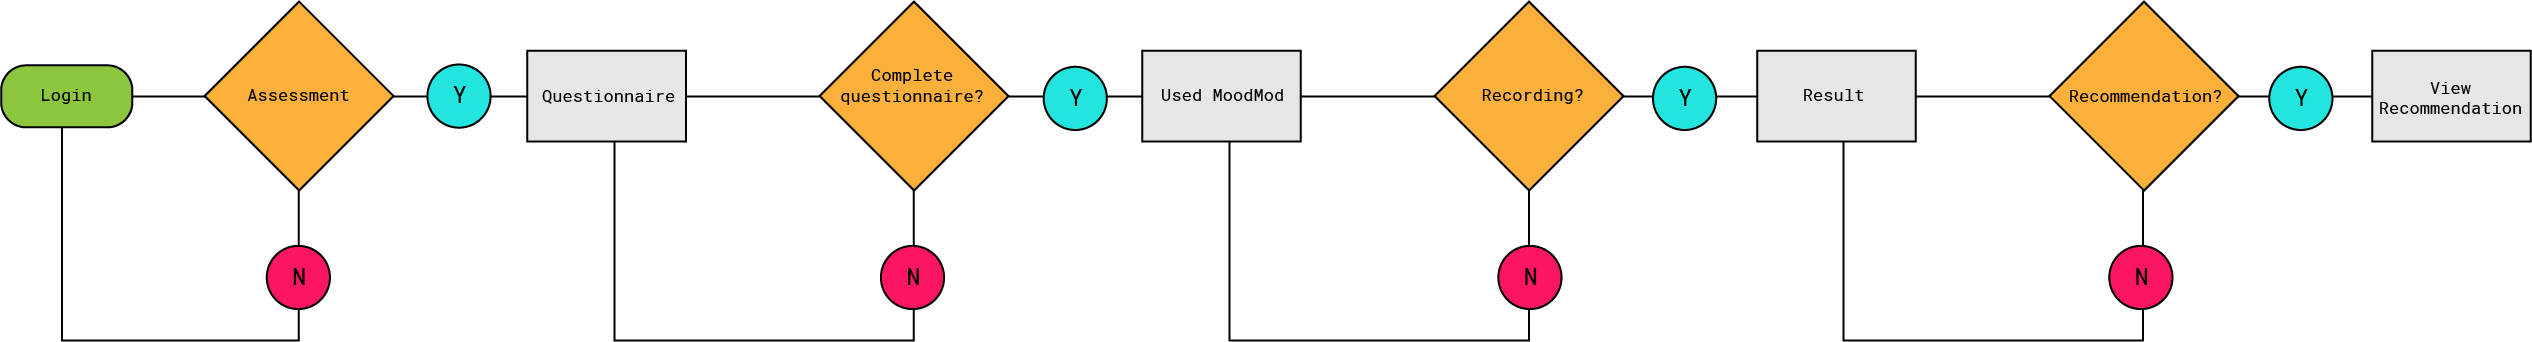 Login
Assessment
Y
Questionnaire
Complete
questionnaire?
Y
Used MoodMod
Recording?
Y
Result
Recommendation?
Y
View
Recommendation
N
N
N
N